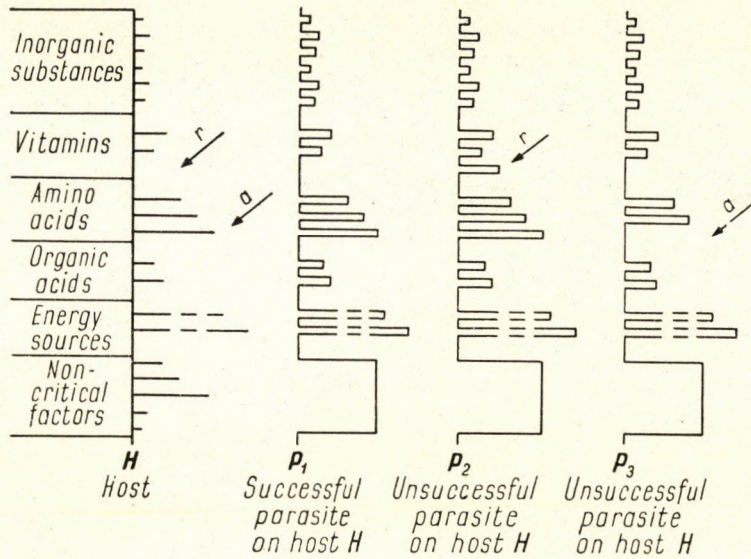 Inorganic
substances
Vitamins
Amino
acids
Organic
acids
Energy
sources
Non-
critical
factors
r
a
r
a
H
Host
P₁
Successful
parasite
on host H
P₂
Unsuccessful
parasite
on host H
P₃
Unsuccessful
parasite
on host H